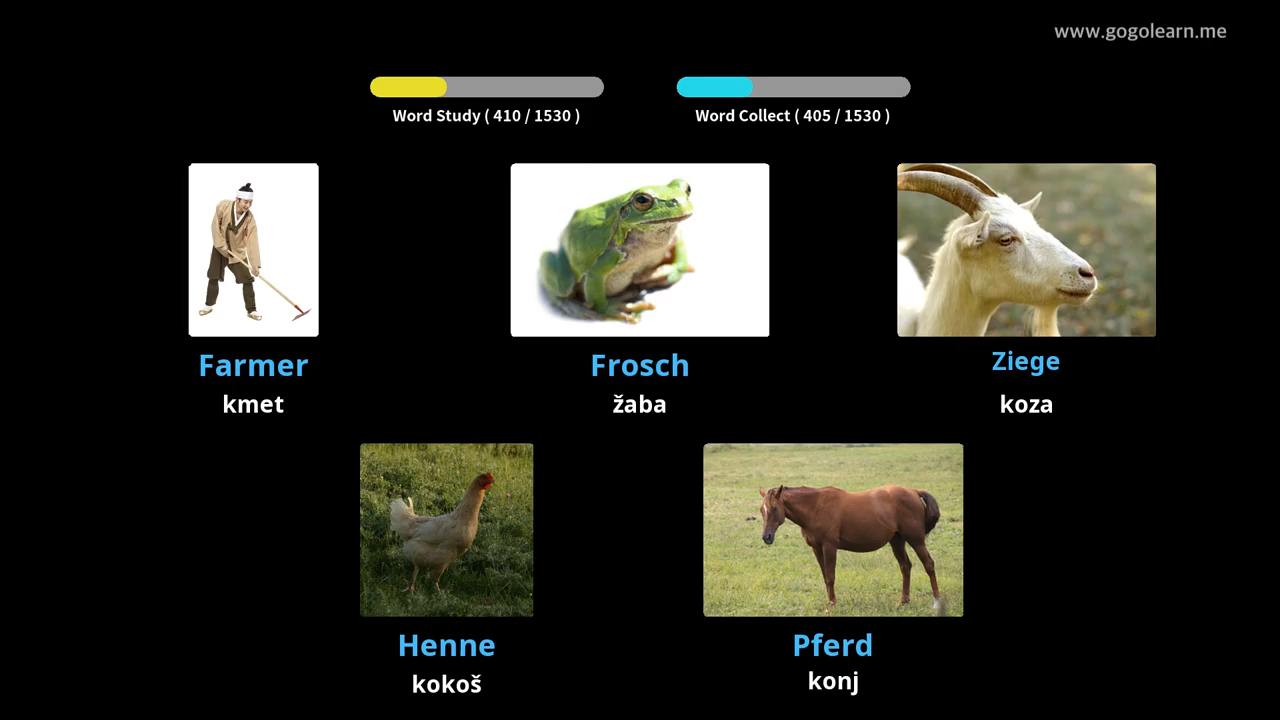 www.gogolearn.me
Word Study ( 410 / 1530 )
Word Collect ( 405 / 1530 )
Farmer
kmet
Frosch
žaba
Ziege
koza
Henne
kokoš
Pferd
konj